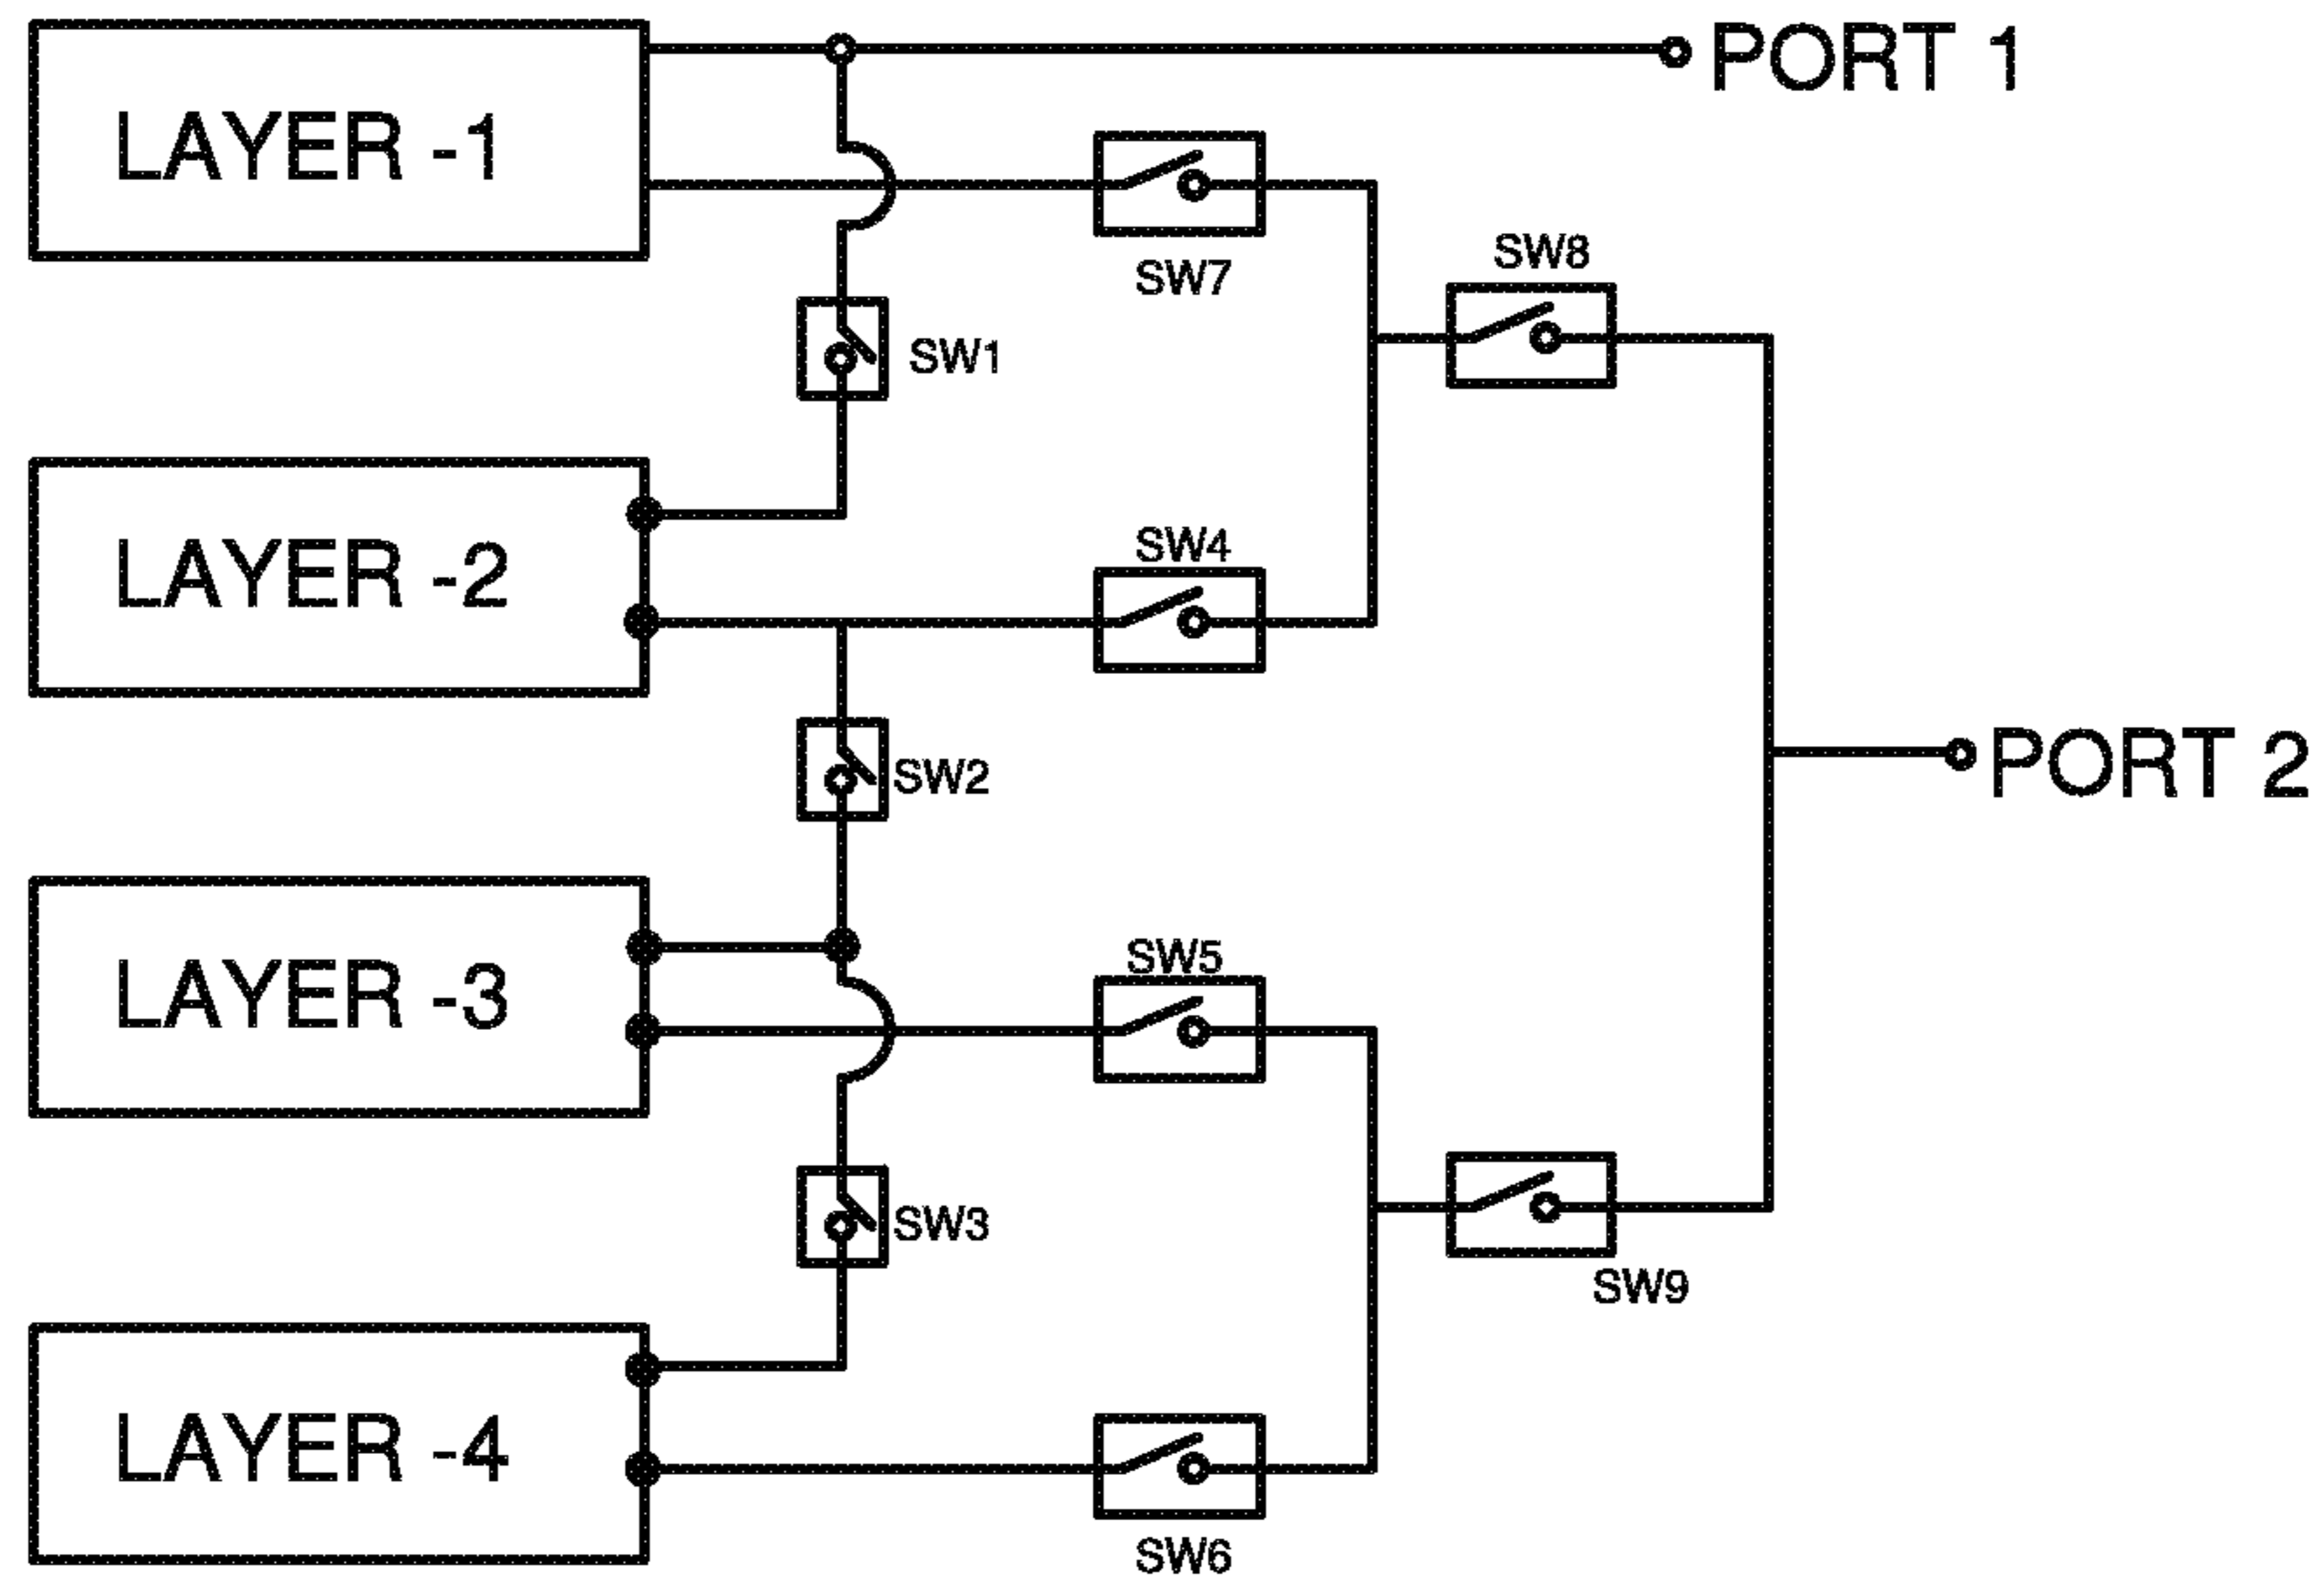 PORT 1
LAYER -1
SW7
SW8
SW1
LAYER -2
SW4
SW2
PORT 2
LAYER -3
SW5
SW3
SW9
LAYER -4
SW6